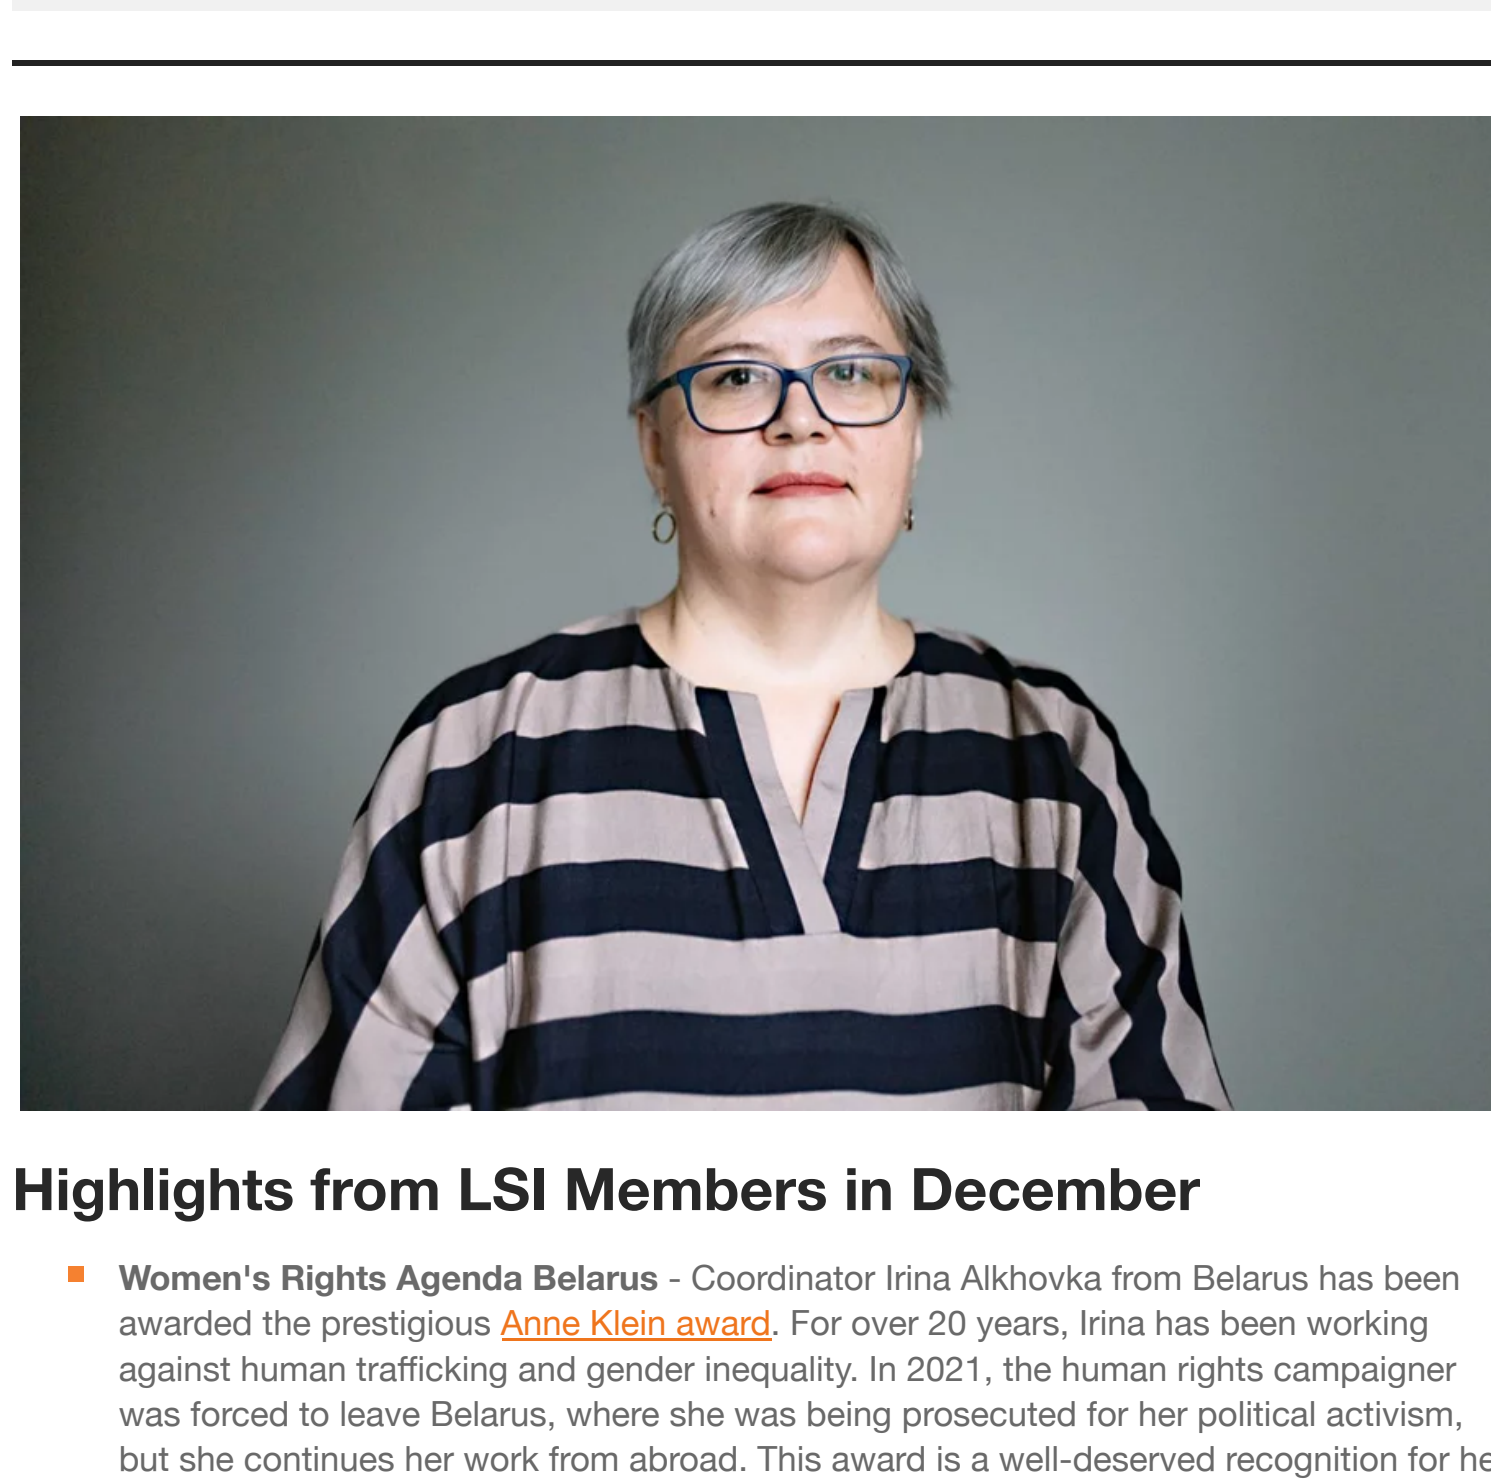 Highlights from LSI Members in December
Women's Rights Agenda Belarus - Coordinator Irina Alkhovka from Belarus has been
awarded the prestigious Anne Klein award. For over 20 years, Irina has been working
against human trafficking and gender inequality. In 2021, the human rights campaigner
was forced to leave Belarus, where she was being prosecuted for her political activism,
but she continues her work from abroad. This award is a well-deserved recognition for